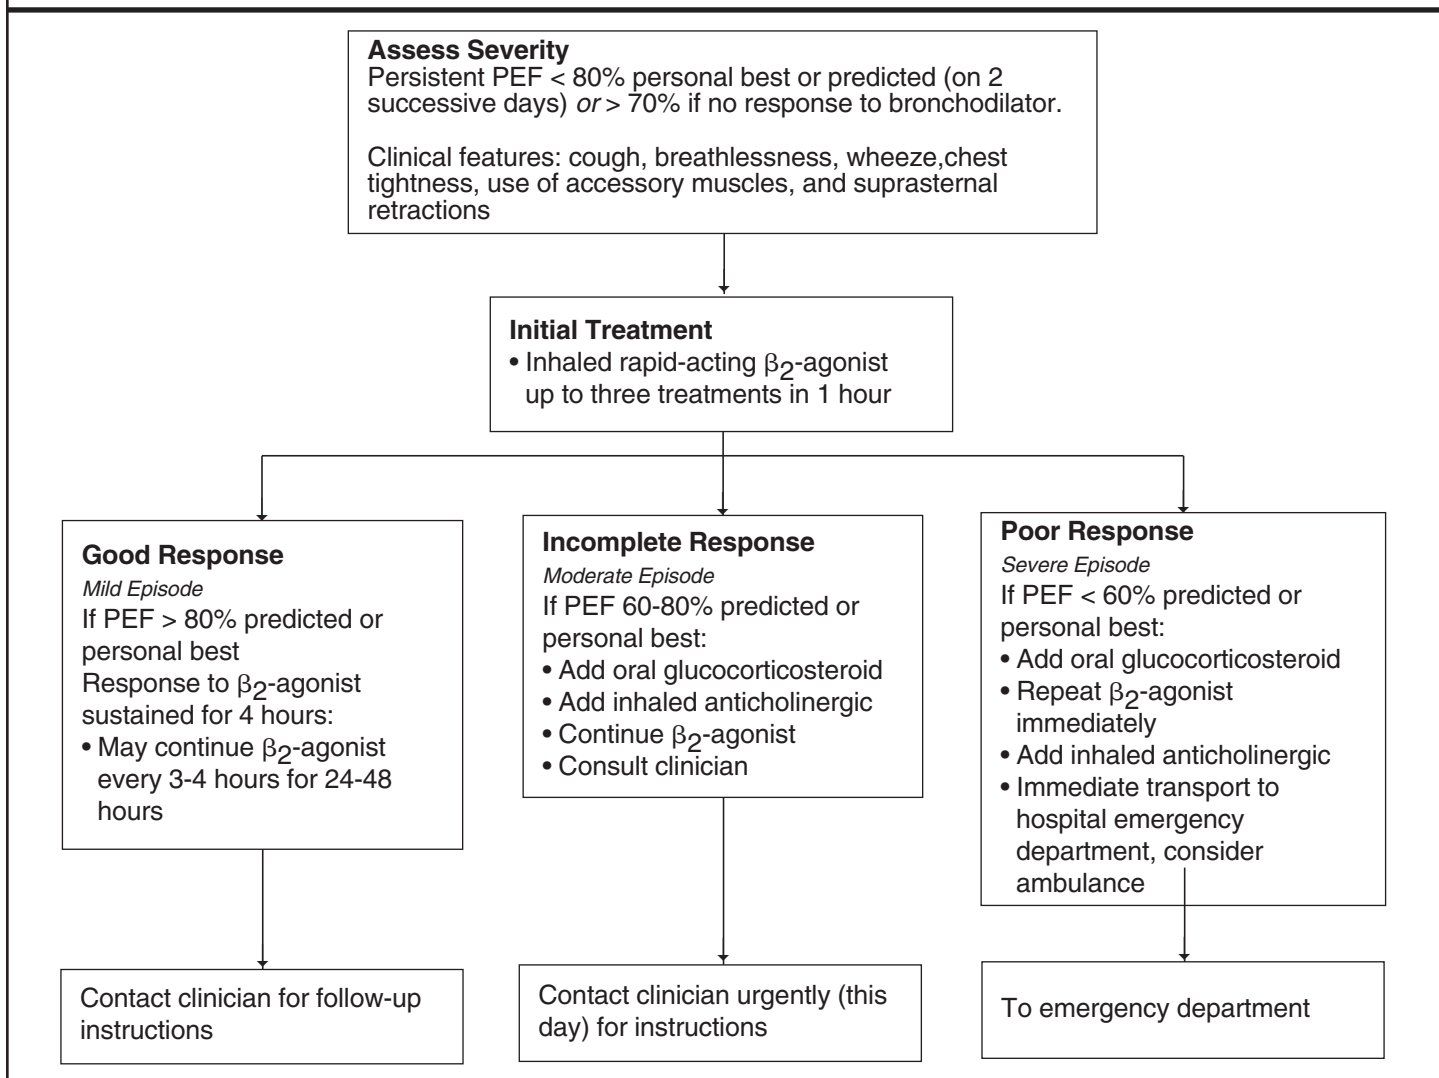 Assess Severity
Persistent PEF < 80% personal best or predicted (on 2
successive days) or > 70% if no response to bronchodilator.
Clinical features: cough, breathlessness, wheeze,chest
tightness, use of accessory muscles, and suprasternal
retractions
Initial Treatment
• Inhaled rapid-acting β2-agonist
up to three treatments in 1 hour
Good Response
Mild Episode
If PEF > 80% predicted or
personal best
Response to β2-agonist
sustained for 4 hours:
• May continue β2-agonist
every 3-4 hours for 24-48
hours
Incomplete Response
Moderate Episode
If PEF 60-80% predicted or
personal best:
• Add oral glucocorticosteroid
• Add inhaled anticholinergic
• Continue β2-agonist
• Consult clinician
Poor Response
Severe Episode
If PEF < 60% predicted or
personal best:
• Add oral glucocorticosteroid
• Repeat β2-agonist
immediately
• Add inhaled anticholinergic
• Immediate transport to
hospital emergency
department, consider
ambulance
Contact clinician for follow-up
instructions
Contact clinician urgently (this
day) for instructions
To emergency department